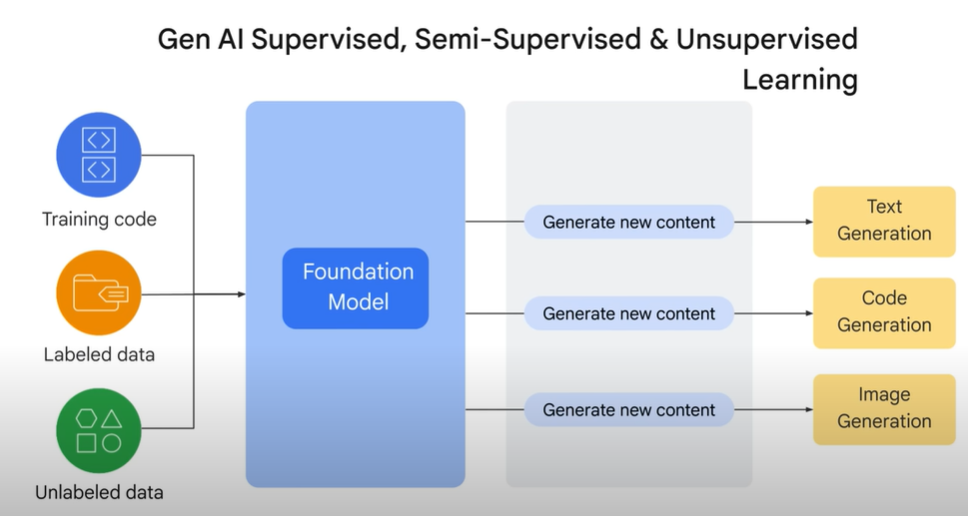 Gen AI Supervised, Semi-Supervised & Unsupervised
Learning
Training code
Labeled data
Unlabeled data
Foundation
Model
Generate new content
Generate new content
Generate new content
Text
Generation
Code
Generation
Image
Generation